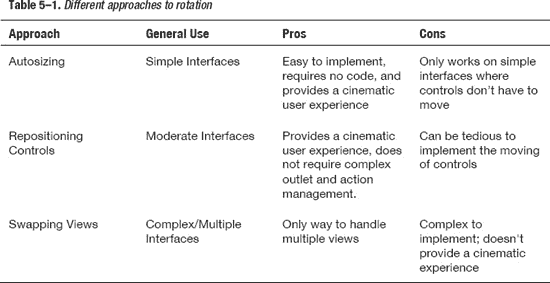 Table 5–1. Different approaches to rotation
Approach General Use Pros Cons
Autosizing Simple Interfaces Easy to implement, Only works on simple
requires no code, and interfaces where
provides a cinematic controls don't have to
user experience move
Repositioning Moderate Interfaces Provides a cinematic Can be tedious to
Controls user experience, does implement the moving
not require complex of controls
outlet and action
management.
Swapping Views Complex/Multiple Only way to handle Complex to
Interfaces multiple views implement; doesn't
provide a cinematic
experience